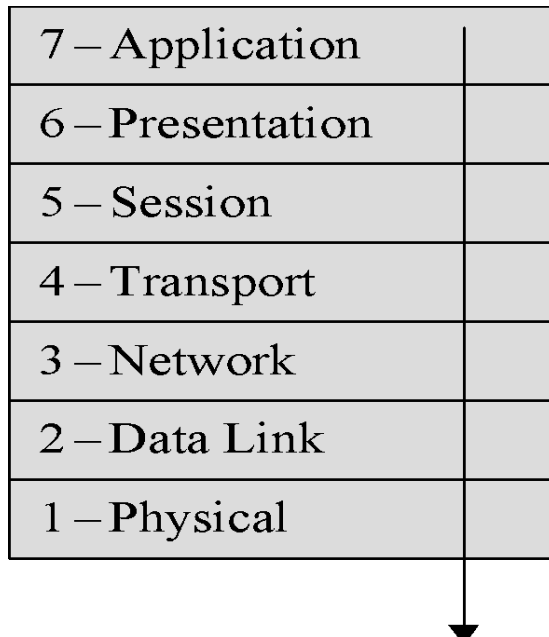 7 – Application
6 – Presentation
5 – Session
4 – Transport
3 – Network
2 – Data Link
1 – Physical